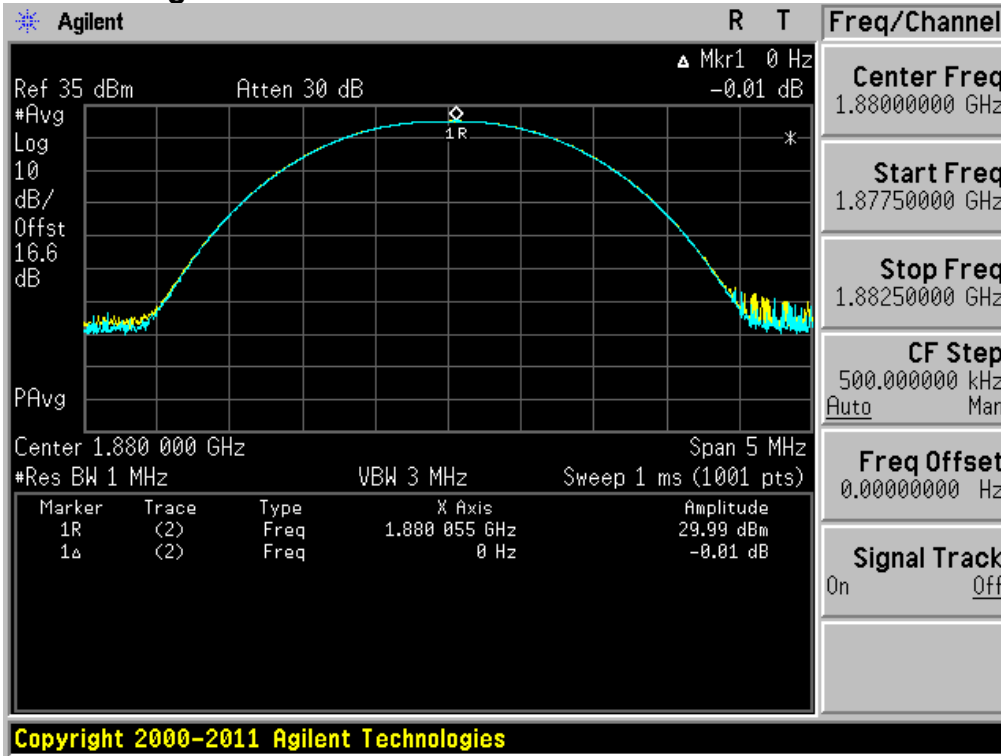 Agilent R T Freq/Channel
Δ Mkr1 0 Hz
Ref 35 dBm Atten 30 dB -0.01 dB
#Avg
Log
10
dB/
Offst
16.6
dB
1R
*
PAvg
Center 1.880 000 GHz Span 5 MHz
#Res BW 1 MHz VBW 3 MHz Sweep 1 ms (1001 pts)
Marker Trace Type X Axis Amplitude
1R (2) Freq 1.880 055 GHz 29.99 dBm
1Δ (2) Freq 0 Hz -0.01 dB
Center Freq
1.88000000 GHz
Start Freq
1.87750000 GHz
Stop Freq
1.88250000 GHz
CF Step
500.000000 kHz
Auto Man
Freq Offset
0.00000000 Hz
Signal Track
On Off
Copyright 2000-2011 Agilent Technologies